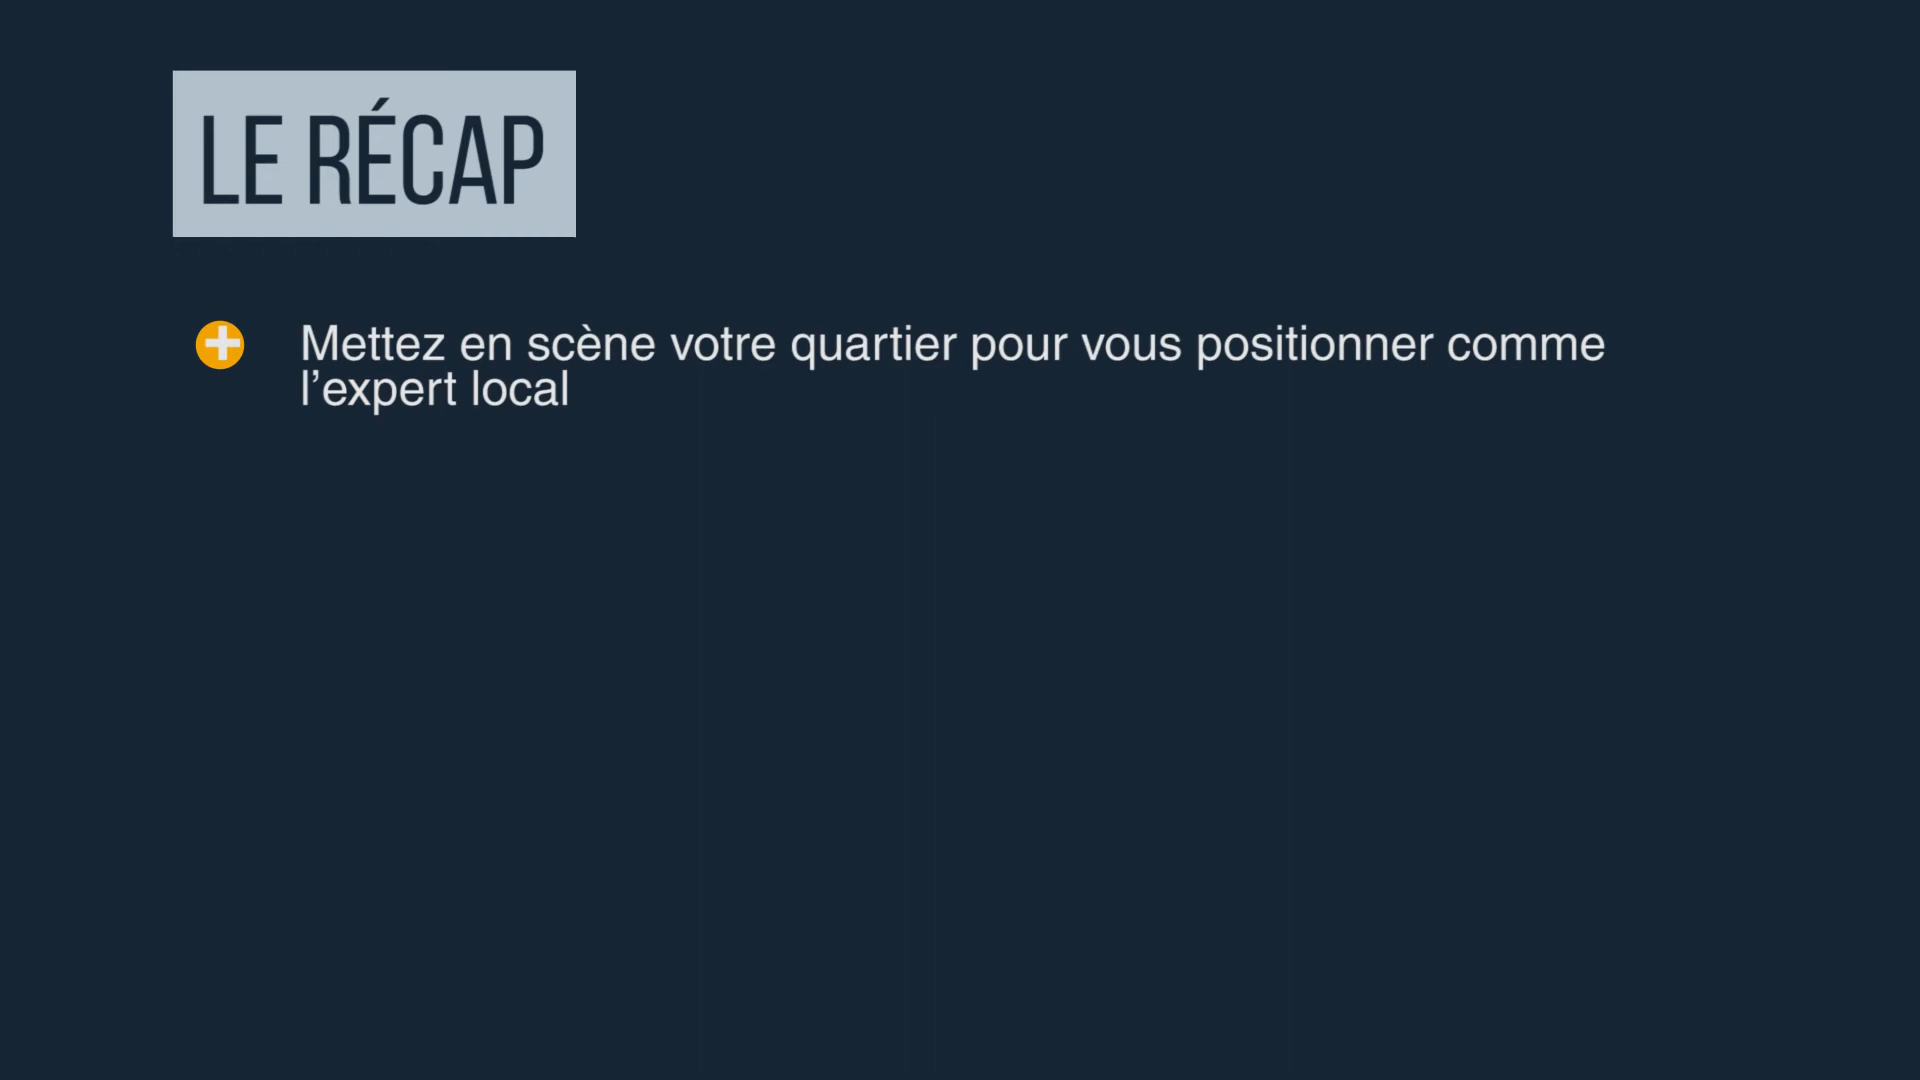 LE RÉCAP
Mettez en scène votre quartier pour vous positionner comme
l’expert local